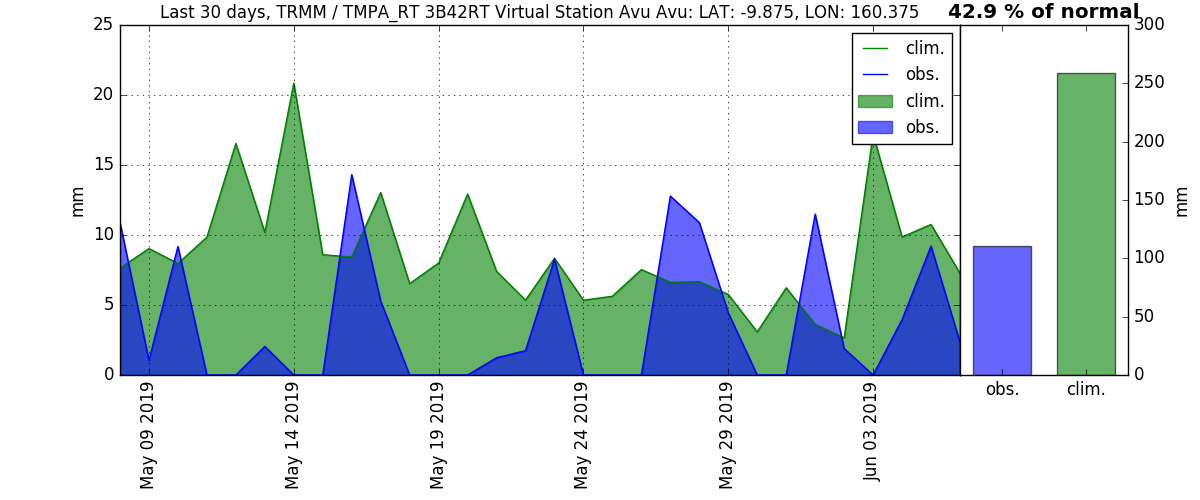 Last 30 days, TRMM / TMPA_RT 3B42RT Virtual Station Avu Avu: LAT: -9.875, LON: 160.375
42.9 % of normal
25
20
15
10
5
0
mm
clim.
obs.
clim.
obs.
May 09 2019
May 14 2019
May 19 2019
May 24 2019
May 29 2019
Jun 03 2019
300
250
200
150
100
50
0
mm
obs.
clim.